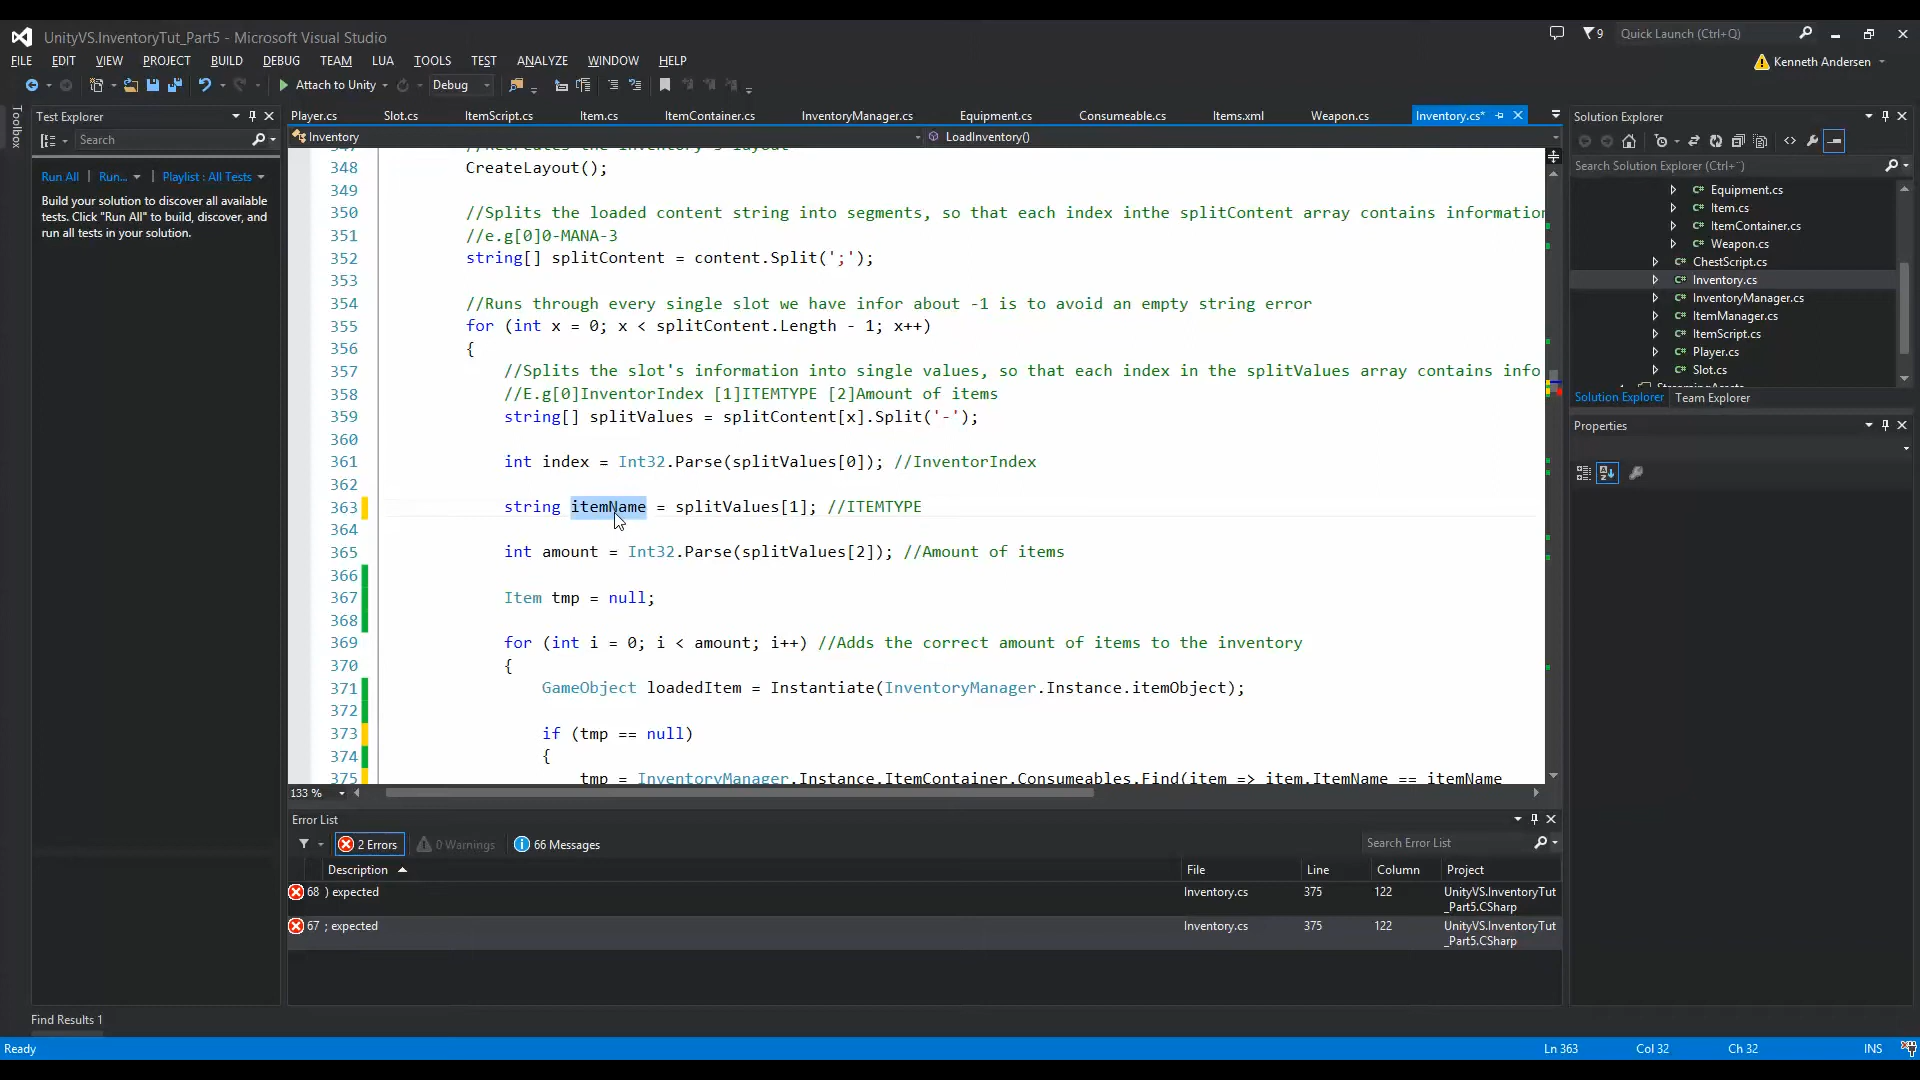 UnityVS.InventoryTut_Part5 - Microsoft Visual Studio
9
Quick Launch (Ctrl+Q)
FILE EDIT VIEW PROJECT BUILD DEBUG TEAM LUA TOOLS TEST ANALYZE WINDOW HELP
Kenneth Andersen
Attach to Unity
Debug
Toolbox
Test Explorer
Search
Run All | Run... | Playlist : All Tests
Build your solution to discover all available
tests. Click "Run All" to build, discover, and
run all tests in your solution.
Player.cs Slot.cs ItemScript.cs Item.cs ItemContainer.cs InventoryManager.cs Equipment.cs Consumeable.cs Items.xml Weapon.cs Inventory.cs*
Inventory
LoadInventory()
348 CreateLayout();
349
350 //Splits the loaded content string into segments, so that each index inthe splitContent array contains information
351 //e.g[0]0-MANA-3
352 string[] splitContent = content.Split(';');
353
354 //Runs through every single slot we have infor about -1 is to avoid an empty string error
355 for (int x = 0; x < splitContent.Length - 1; x++)
356 {
357 //Splits the slot's information into single values, so that each index in the splitValues array contains info
358 //E.g[0]InventorIndex [1]ITEMTYPE [2]Amount of items
359 string[] splitValues = splitContent[x].Split('-');
360
361 int index = Int32.Parse(splitValues[0]); //InventorIndex
362
363 string itemName = splitValues[1]; //ITEMTYPE
364
365 int amount = Int32.Parse(splitValues[2]); //Amount of items
366
367 Item tmp = null;
368
369 for (int i = 0; i < amount; i++) //Adds the correct amount of items to the inventory
370 {
371 GameObject loadedItem = Instantiate(InventoryManager.Instance.itemObject);
372
373 if (tmp == null)
374 {
375 tmp = InventoryManager.Instance.ItemContainer.Consumeables.Find(item => item.ItemName == itemName
133 %
Error List
2 Errors
0 Warnings
66 Messages
Search Error List
Description File Line Column Project
68 ) expected Inventory.cs 375 122 UnityVS.InventoryTut
_Part5.CSharp
67 ; expected Inventory.cs 375 122 UnityVS.InventoryTut
_Part5.CSharp
Solution Explorer
Search Solution Explorer (Ctrl+¨)
Equipment.cs
Item.cs
ItemContainer.cs
Weapon.cs
ChestScript.cs
Inventory.cs
InventoryManager.cs
ItemManager.cs
ItemScript.cs
Player.cs
Slot.cs
StreamingAssets
Solution Explorer Team Explorer
Properties
Find Results 1
Ready
Ln 363 Col 32 Ch 32 INS